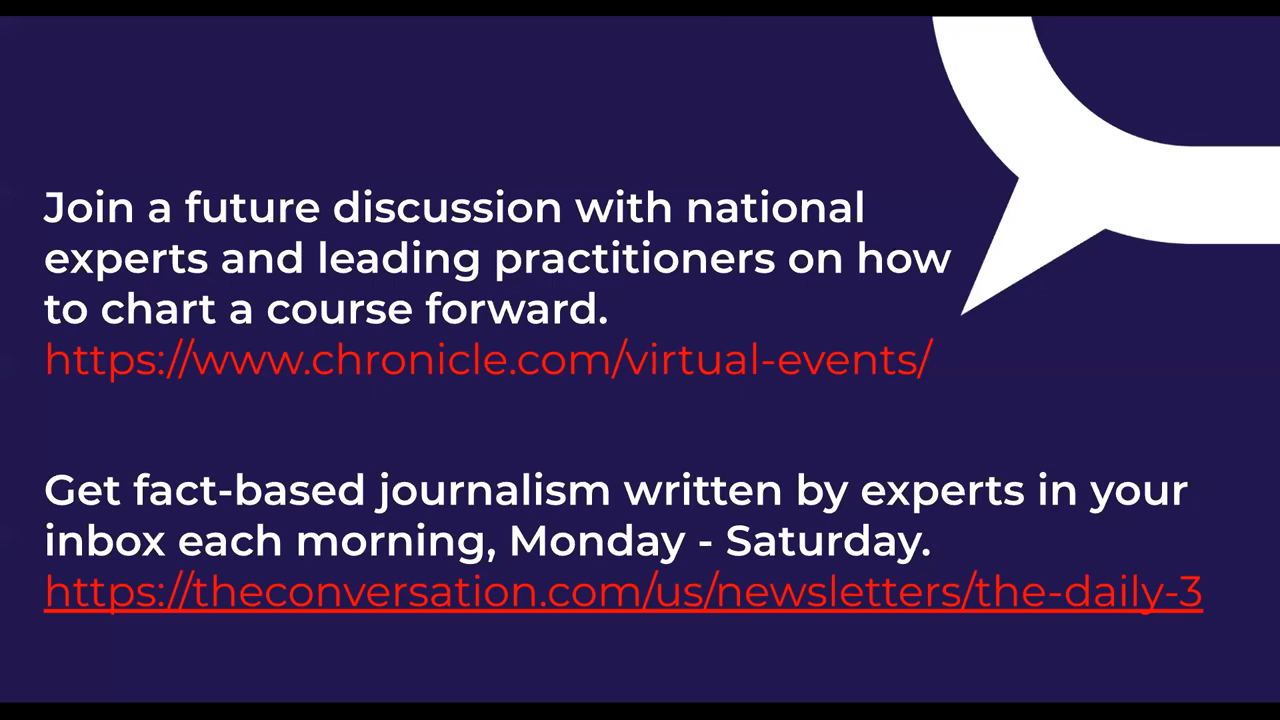 Join a future discussion with national
experts and leading practitioners on how
to chart a course forward.
https://www.chronicle.com/virtual-events/
Get fact-based journalism written by experts in your
inbox each morning, Monday - Saturday.
https://theconversation.com/us/newsletters/the-daily-3